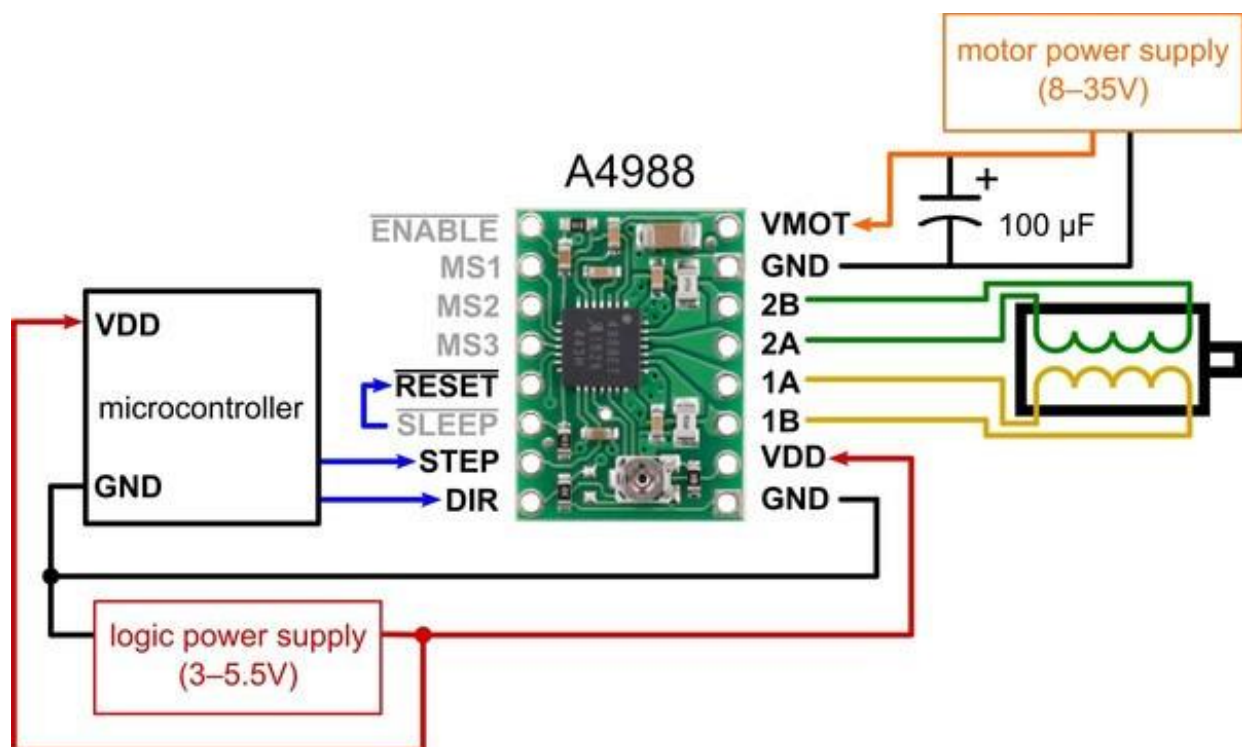 motor power supply
(8–35V)
A4988
ENABLE
MS1
MS2
MS3
RESET
SLEEP
STEP
DIR
VMOT
GND
2B
2A
1A
1B
VDD
GND
+
100 µF
VDD
microcontroller
GND
logic power supply
(3–5.5V)